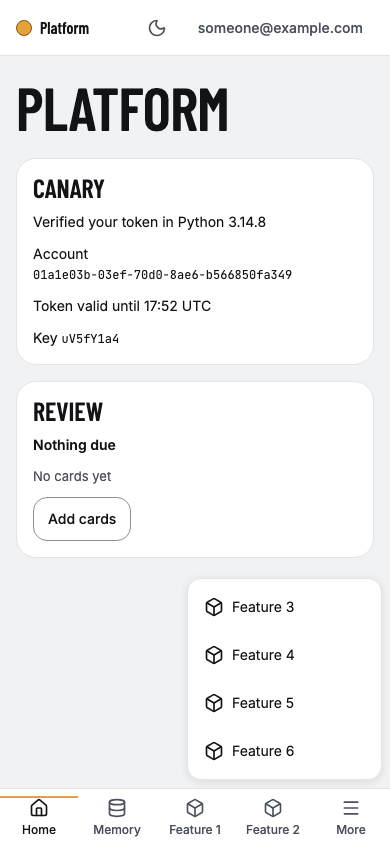 Platform
someone@example.com
PLATFORM
CANARY
Verified your token in Python 3.14.8
Account
01a1e03b-03ef-70d0-8ae6-b566850fa349
Token valid until 17:52 UTC
Key uV5fY1a4
REVIEW
Nothing due
No cards yet
Add cards
Feature 3
Feature 4
Feature 5
Feature 6
Home
Memory
Feature 1
Feature 2
More